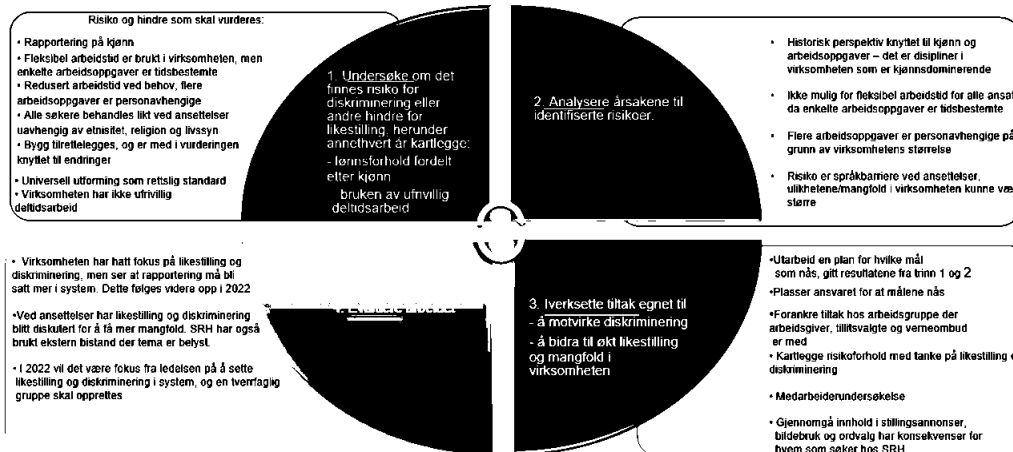 Risiko og hindre som skal vurderes:
• Rapportering på kjønn
• Fleksibel arbeidstid er brukt i virksomheten, men
enkelte arbeidsoppgaver er tidsbestemte
• Redusert arbeidstid ved behov, flere
arbeidsoppgaver er personavhengige
• Alle søkere behandles likt ved ansettelser
uavhengig av etnisitet, religion og livssyn
• Bygg tilrettelegges, og er med i vurderingen
knyttet til endringer
• Universell utforming som rettslig standard
• Virksomheten har ikke ufrivillig
deltidsarbeid
1. Undersøke om det
finnes risiko for
diskriminering eller
andre hindre for
likestilling, herunder
annethvert år kartlegge:
- lønnsforhold fordelt
etter kjønn
bruken av ufrivillig
deltidsarbeid
2. Analysere årsakene til
identifiserte risikoer.
• Historisk perspektiv knyttet til kjønn og
arbeidsoppgaver – det er disipliner i
virksomheten som er kjønnsdominerende
• Ikke mulig for fleksibel arbeidstid for alle ansat
da enkelte arbeidsoppgaver er tidsbestemte
• Flere arbeidsoppgaver er personavhengige på
grunn av virksomhetens størrelse
• Risiko er språkbarriere ved ansettelser,
ulikhetene/mangfold i virksomheten kunne væ
større
• Virksomheten har hatt fokus på likestilling og
diskriminering, men ser at rapportering må bli
satt mer i system. Dette følges videre opp i 2022
•Ved ansettelser har likestilling og diskriminering
blitt diskutert for å få mer mangfold. SRH har også
brukt ekstern bistand der tema er belyst.
• I 2022 vil det være fokus fra ledelsen på å sette
likestilling og diskriminering i system, og en tverrfaglig
gruppe skal opprettes
3. Iverksette tiltak egnet til
- å motvirke diskriminering
- å bidra til økt likestilling
og mangfold i
virksomheten
•Utarbeid en plan for hvilke mål
som nås, gitt resultatene fra trinn 1 og 2
•Plasser ansvaret for at målene nås
•Forankre tiltak hos arbeidsgruppe der
arbeidsgiver, tillitsvalgte og verneombud
er med
• Kartlegge risikoforhold med tanke på likestilling
diskriminering
• Medarbeiderundersøkelse
• Gjennomgå innhold i stillingsannonser,
bildebruk og ordvalg har konsekvenser for
hvem som søker hos SRH